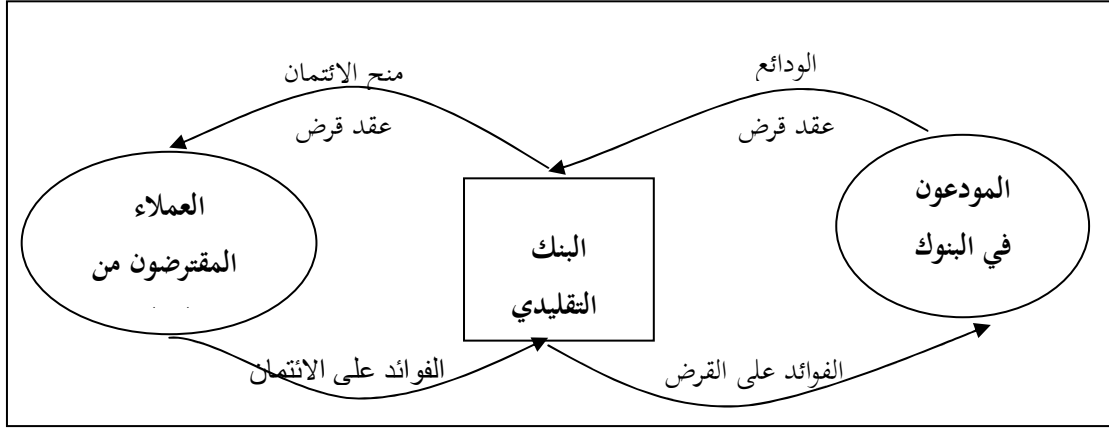 الودائع
منح الائتمان
عقد قرض
عقد قرض
المودعون
في البنوك
البنك
التقليدي
العملاء
المقترضون من
الفوائد على القرض
الفوائد على الائتمان